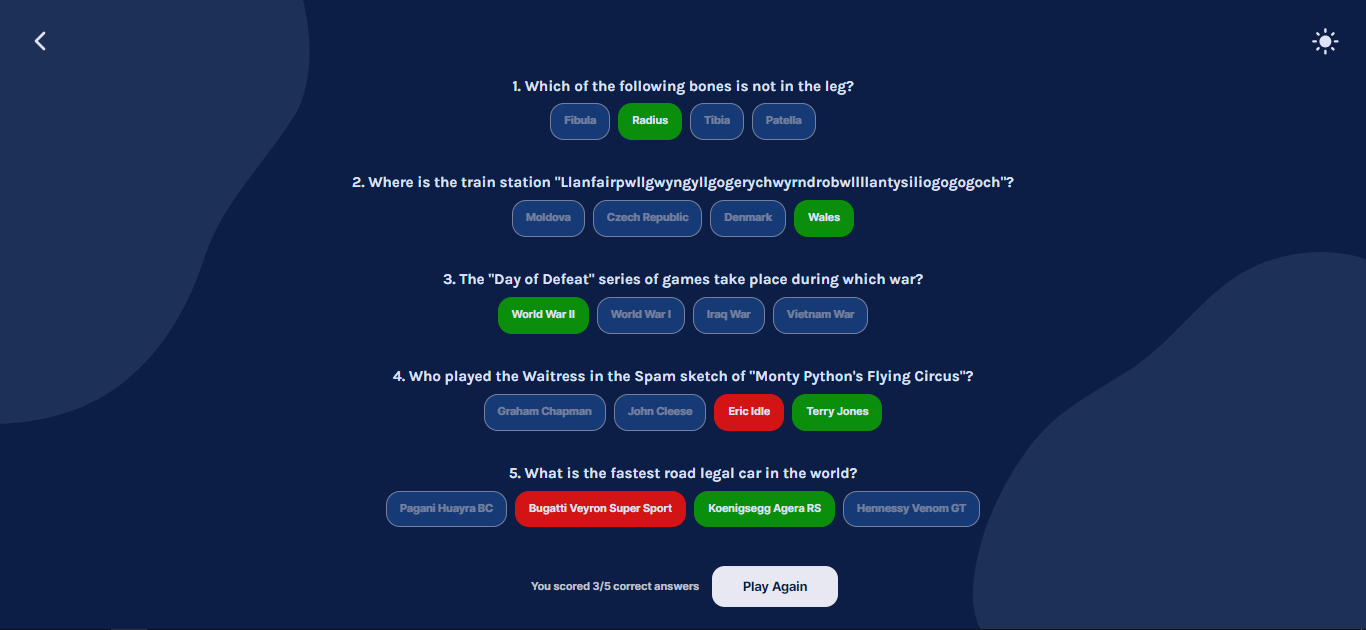 1. Which of the following bones is not in the leg?
Fibula Radius Tibia Patella
2. Where is the train station "Llanfairpwllgwyngyllgogerychwyrndrobwllllantysiliogogogoch"?
Moldova Czech Republic Denmark Wales
3. The "Day of Defeat" series of games take place during which war?
World War II World War I Iraq War Vietnam War
4. Who played the Waitress in the Spam sketch of "Monty Python's Flying Circus"?
Graham Chapman John Cleese Eric Idle Terry Jones
5. What is the fastest road legal car in the world?
Pagani Huayra BC Bugatti Veyron Super Sport Koenigsegg Agera RS Hennessy Venom GT
You scored 3/5 correct answers Play Again